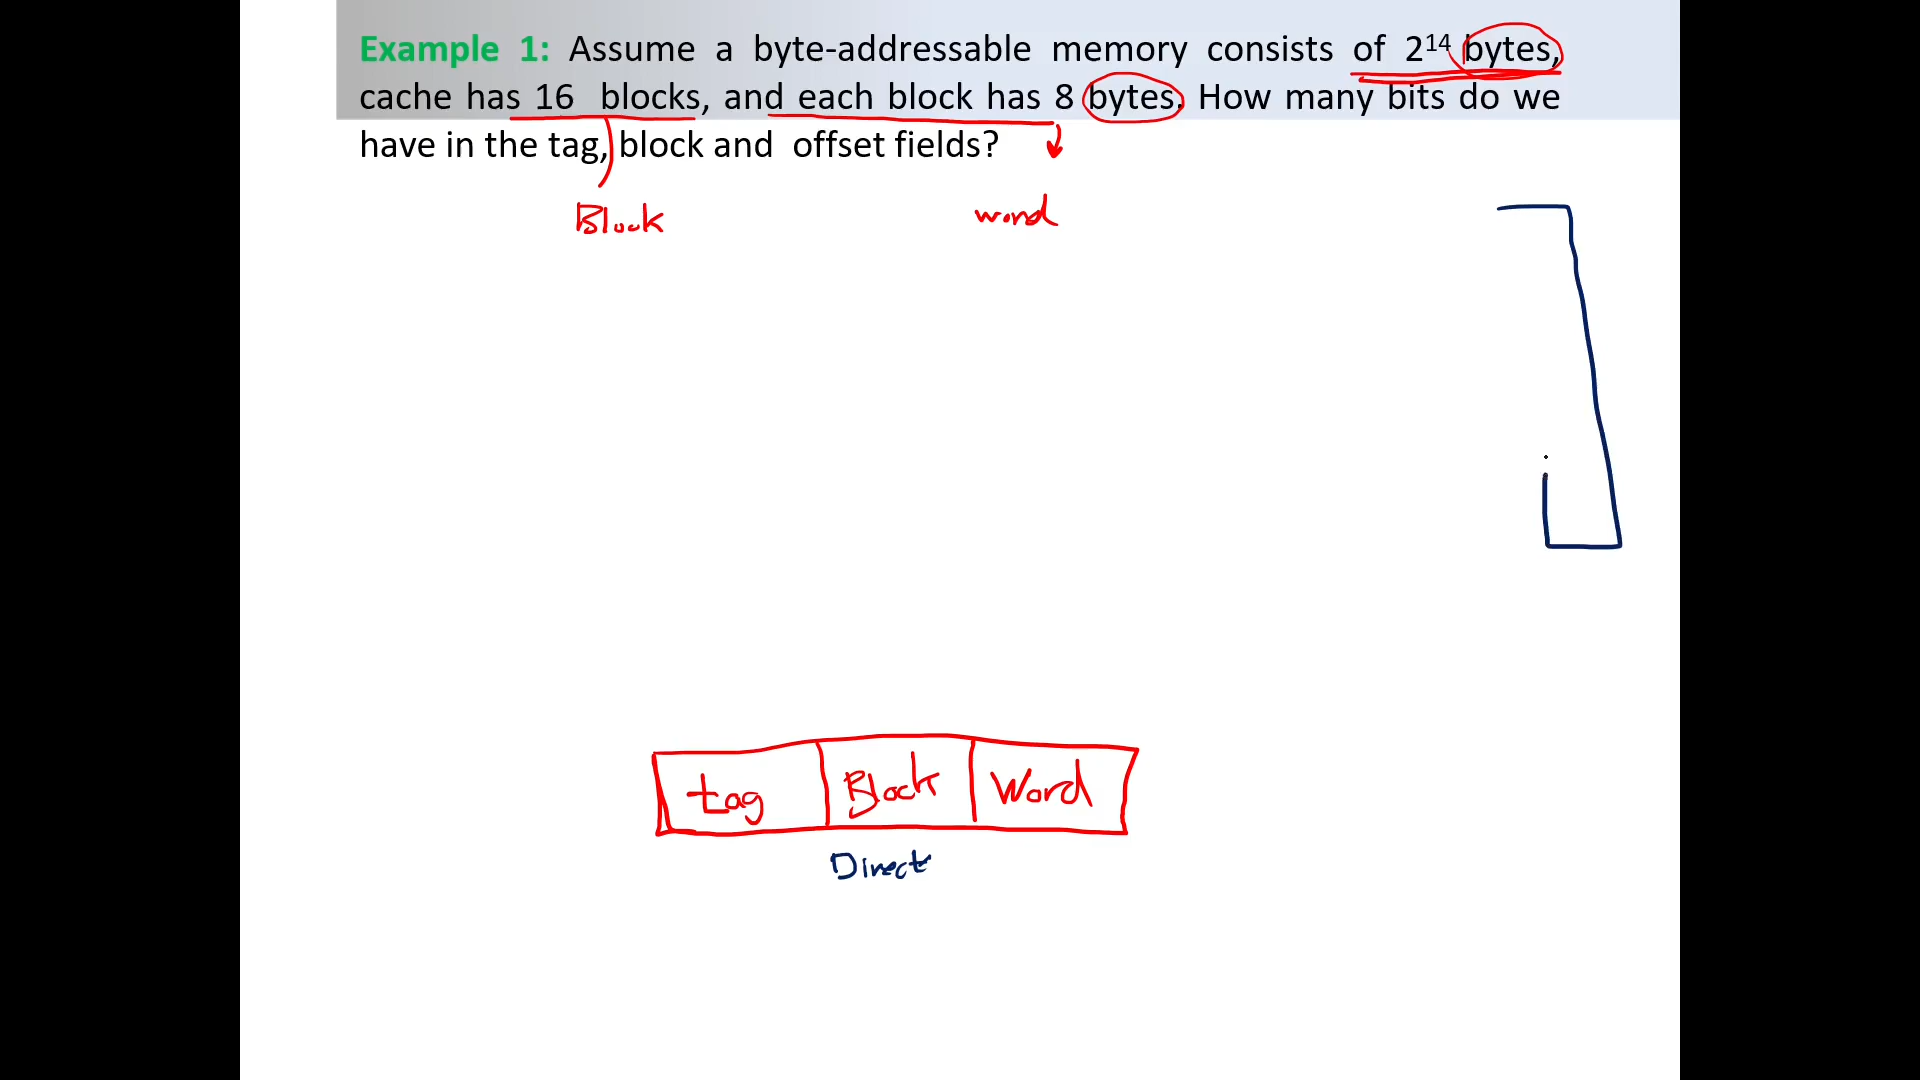 Example 1: Assume a byte-addressable memory consists of 2¹⁴ bytes,
cache has 16 blocks, and each block has 8 bytes. How many bits do we
have in the tag, block and offset fields?
Block word
tag Block Word
Direct